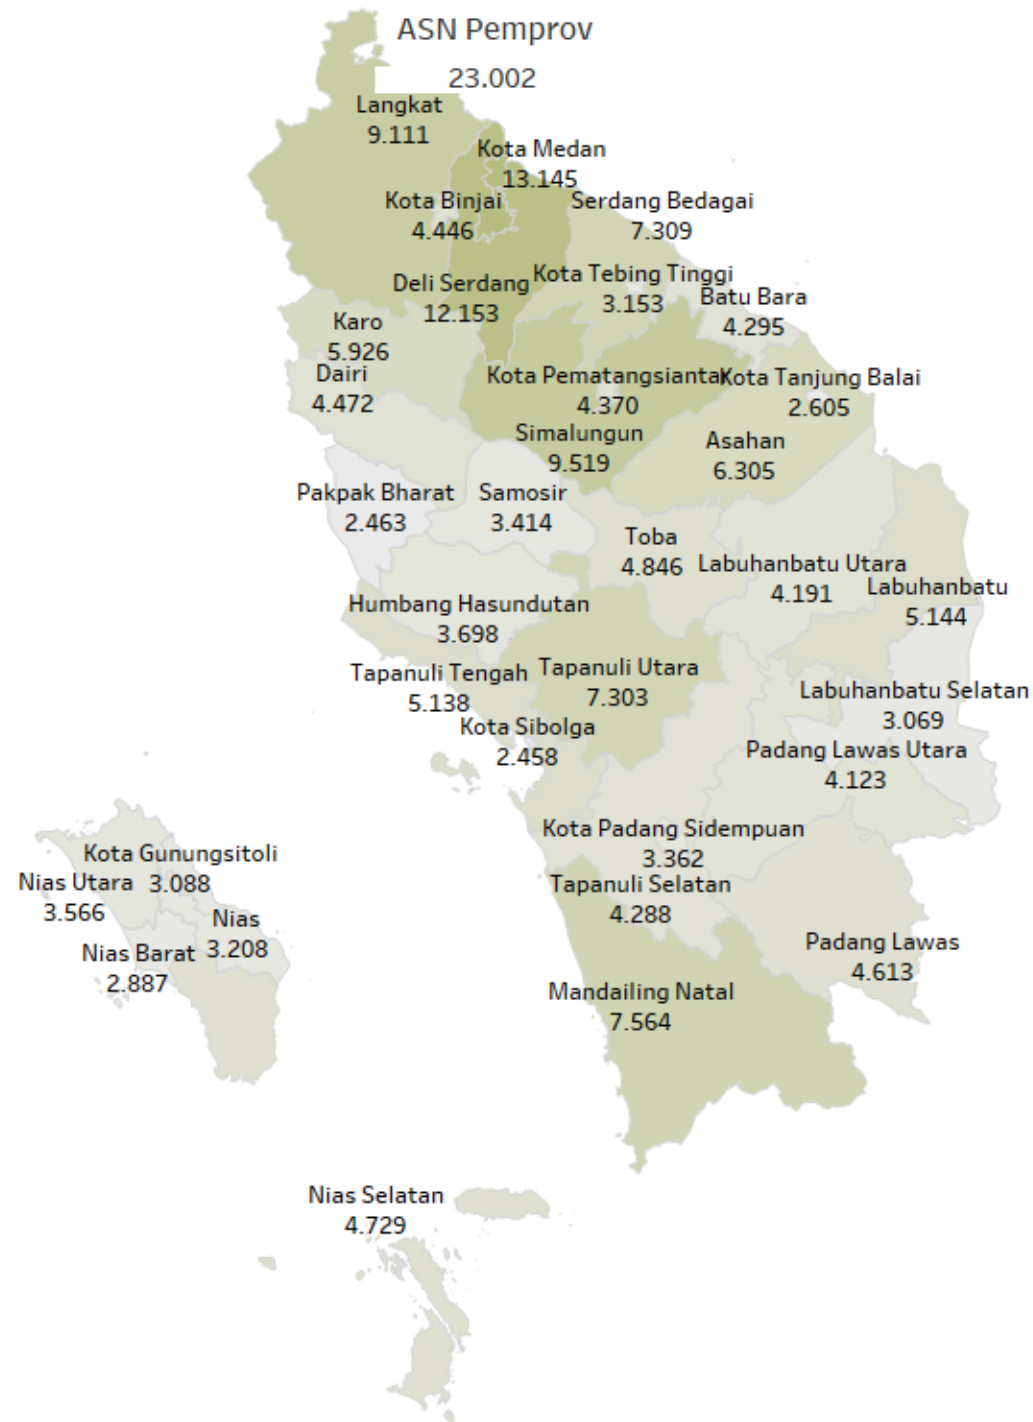 ASN Pemprov
23.002
Langkat
9.111
Kota Medan
13.145
Kota Binjai
4.446
Serdang Bedagai
7.309
Deli Serdang
12.153
Kota Tebing Tinggi
3.153
Batu Bara
4.295
Karo
5.926
Dairi
4.472
Kota Pematangsiantar
4.370
Kota Tanjung Balai
2.605
Simalungun
9.519
Asahan
6.305
Pakpak Bharat
2.463
Samosir
3.414
Toba
4.846
Labuhanbatu Utara
4.191
Labuhanbatu
5.144
Humbang Hasundutan
3.698
Tapanuli Tengah
5.138
Tapanuli Utara
7.303
Labuhanbatu Selatan
3.069
Kota Sibolga
2.458
Padang Lawas Utara
4.123
Kota Padang Sidempuan
3.362
Kota Gunungsitoli
3.088
Nias Utara
3.566
Tapanuli Selatan
4.288
Nias
3.208
Nias Barat
2.887
Padang Lawas
4.613
Mandailing Natal
7.564
Nias Selatan
4.729